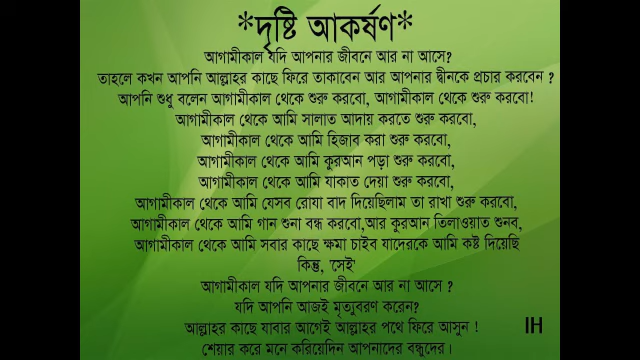 *দৃষ্টি আকর্ষণ*
আগামীকাল যদি আপনার জীবনে আর না আসে?
তাহলে কখন আপনি আল্লাহর কাছে ফিরে তাকাবেন আর আপনার দ্বীনকে প্রচার করবেন ?
আপনি শুধু বলেন আগামীকাল থেকে শুরু করবো, আগামীকাল থেকে শুরু করবো!
আগামীকাল থেকে আমি সালাত আদায় করতে শুরু করবো,
আগামীকাল থেকে আমি হিজাব করা শুরু করবো,
আগামীকাল থেকে আমি কুরআন পড়া শুরু করবো,
আগামীকাল থেকে আমি যাকাত দেয়া শুরু করবো,
আগামীকাল থেকে আমি যেসব রোযা বাদ দিয়েছিলাম তা রাখা শুরু করবো,
আগামীকাল থেকে আমি গান শুনা বন্ধ করবো,আর কুরআন তিলাওয়াত শুনব,
আগামীকাল থেকে আমি সবার কাছে ক্ষমা চাইব যাদেরকে আমি কষ্ট দিয়েছি
কিন্তু, 'সেই'
আগামীকাল যদি আপনার জীবনে আর না আসে ?
যদি আপনি আজই মৃত্যুবরণ করেন?
আল্লাহর কাছে যাবার আগেই আল্লাহর পথে ফিরে আসুন !
IH
শেয়ার করে মনে করিয়েদিন আপনাদের বন্ধুদের।